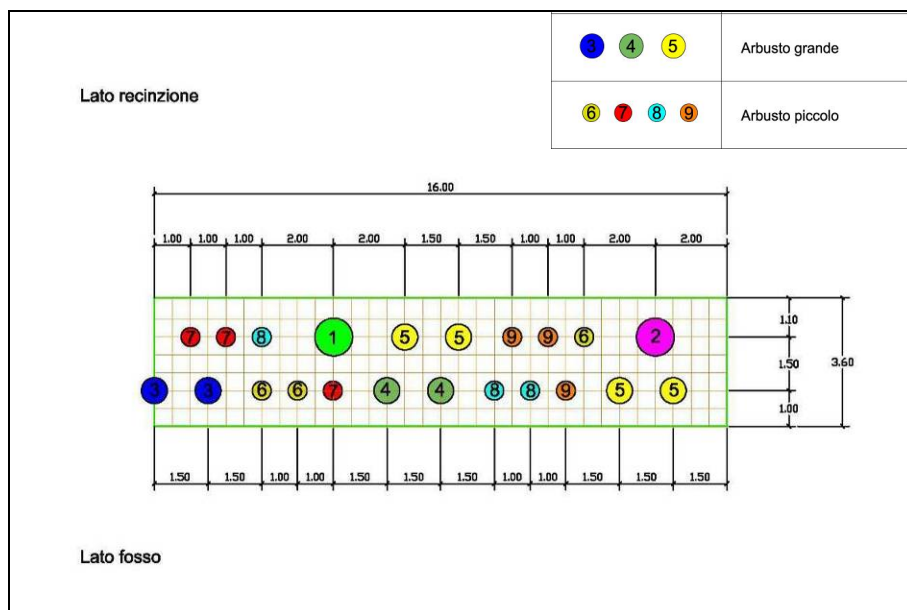 3 4 5 Arbusto grande
Lato recinzione
6 7 8 9 Arbusto piccolo
16.00
1.00 1.00 1.00 2.00 2.00 1.50 1.50 1.00 1.00 2.00 2.00
7 7 8 1 5 5 9 9 6 2
1.10
1.50
3.60
3 3 6 6 7 4 4 8 8 9 5 5
1.00
1.50 1.50 1.00 1.00 1.50 1.50 1.50 1.00 1.00 1.50 1.50 1.50
Lato fosso